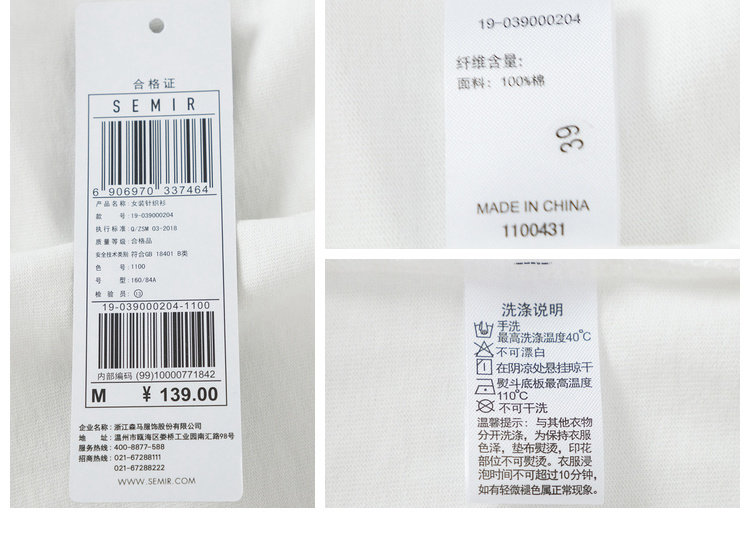 合格证
SEMIR
6 906970 337464
产品名称:女装针织衫
款 号:19-039000204
执行标准:Q/ZSM 03-2018
质量等级:合格品
安全技术类别:符合GB 18401 B类
色 号:1100
号 型:160/84A
检 验 员:
19-039000204-1100
内部编码 (99)10000771842
M ¥ 139.00
企业名称:浙江森马服饰股份有限公司
地 址:温州市瓯海区娄桥工业园南汇路98号
服务热线:400-8877-588
招商热线:021-67288111
021-67288222
WWW.SEMIR.COM
19-039000204
纤维含量:
面料: 100%棉
39
MADE IN CHINA
1100431
洗涤说明
手洗
最高洗涤温度40°C
不可漂白
在阴凉处悬挂晾干
熨斗底板最高温度
110°C
不可干洗
温馨提示: 与其他衣物
分开洗涤, 为保持衣服
色泽, 垫布熨烫, 印花
部位不可熨烫。衣服浸
泡时间不可超过10分钟,
如有轻微褪色属正常现象。